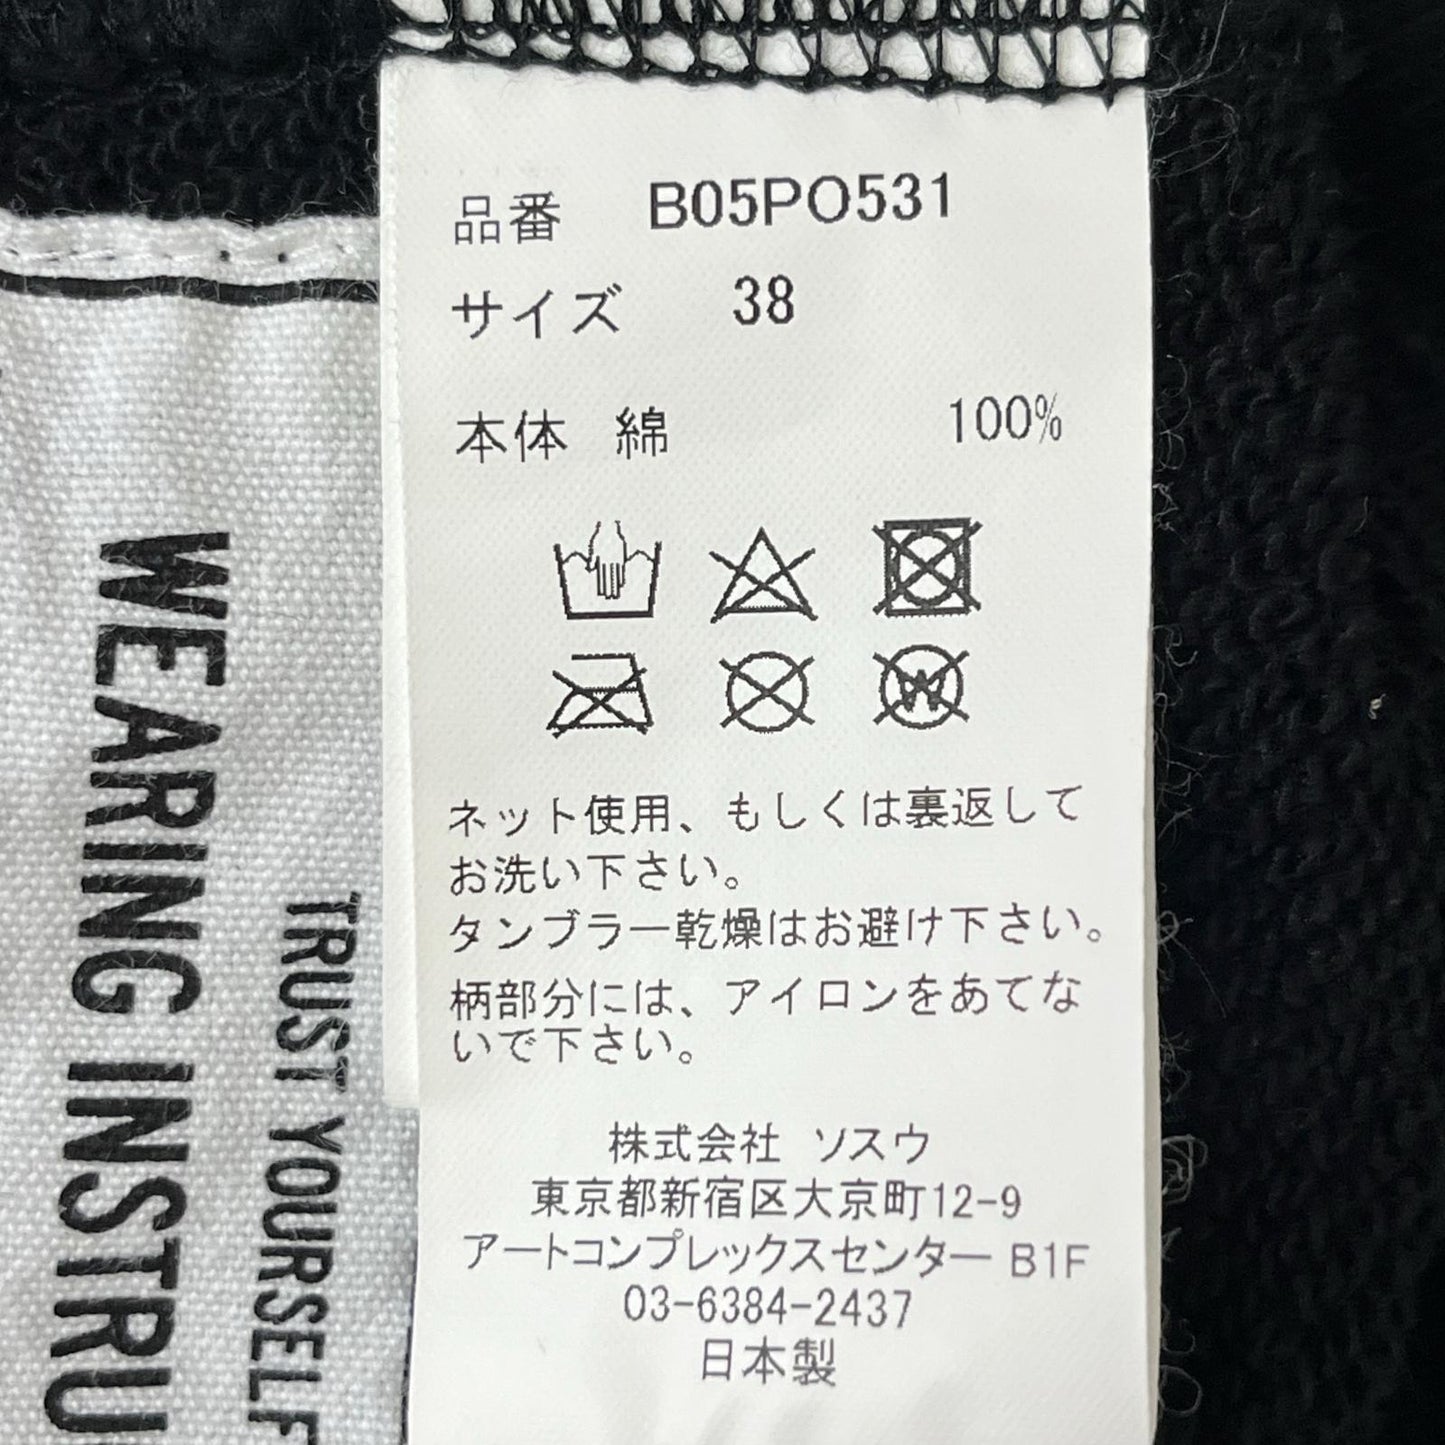 品番 B05PO531
サイズ 38
本体 綿 100%
W
ネット使用、もしくは裏返して
お洗い下さい。
タンブラー乾燥はお避け下さい。
柄部分には、アイロンをあてな
いで下さい。
株式会社 ソスウ
東京都新宿区大京町12-9
アートコンプレックスセンター B1F
03-6384-2437
日本製
WEARING INSTRU
TRUST YOURSELF